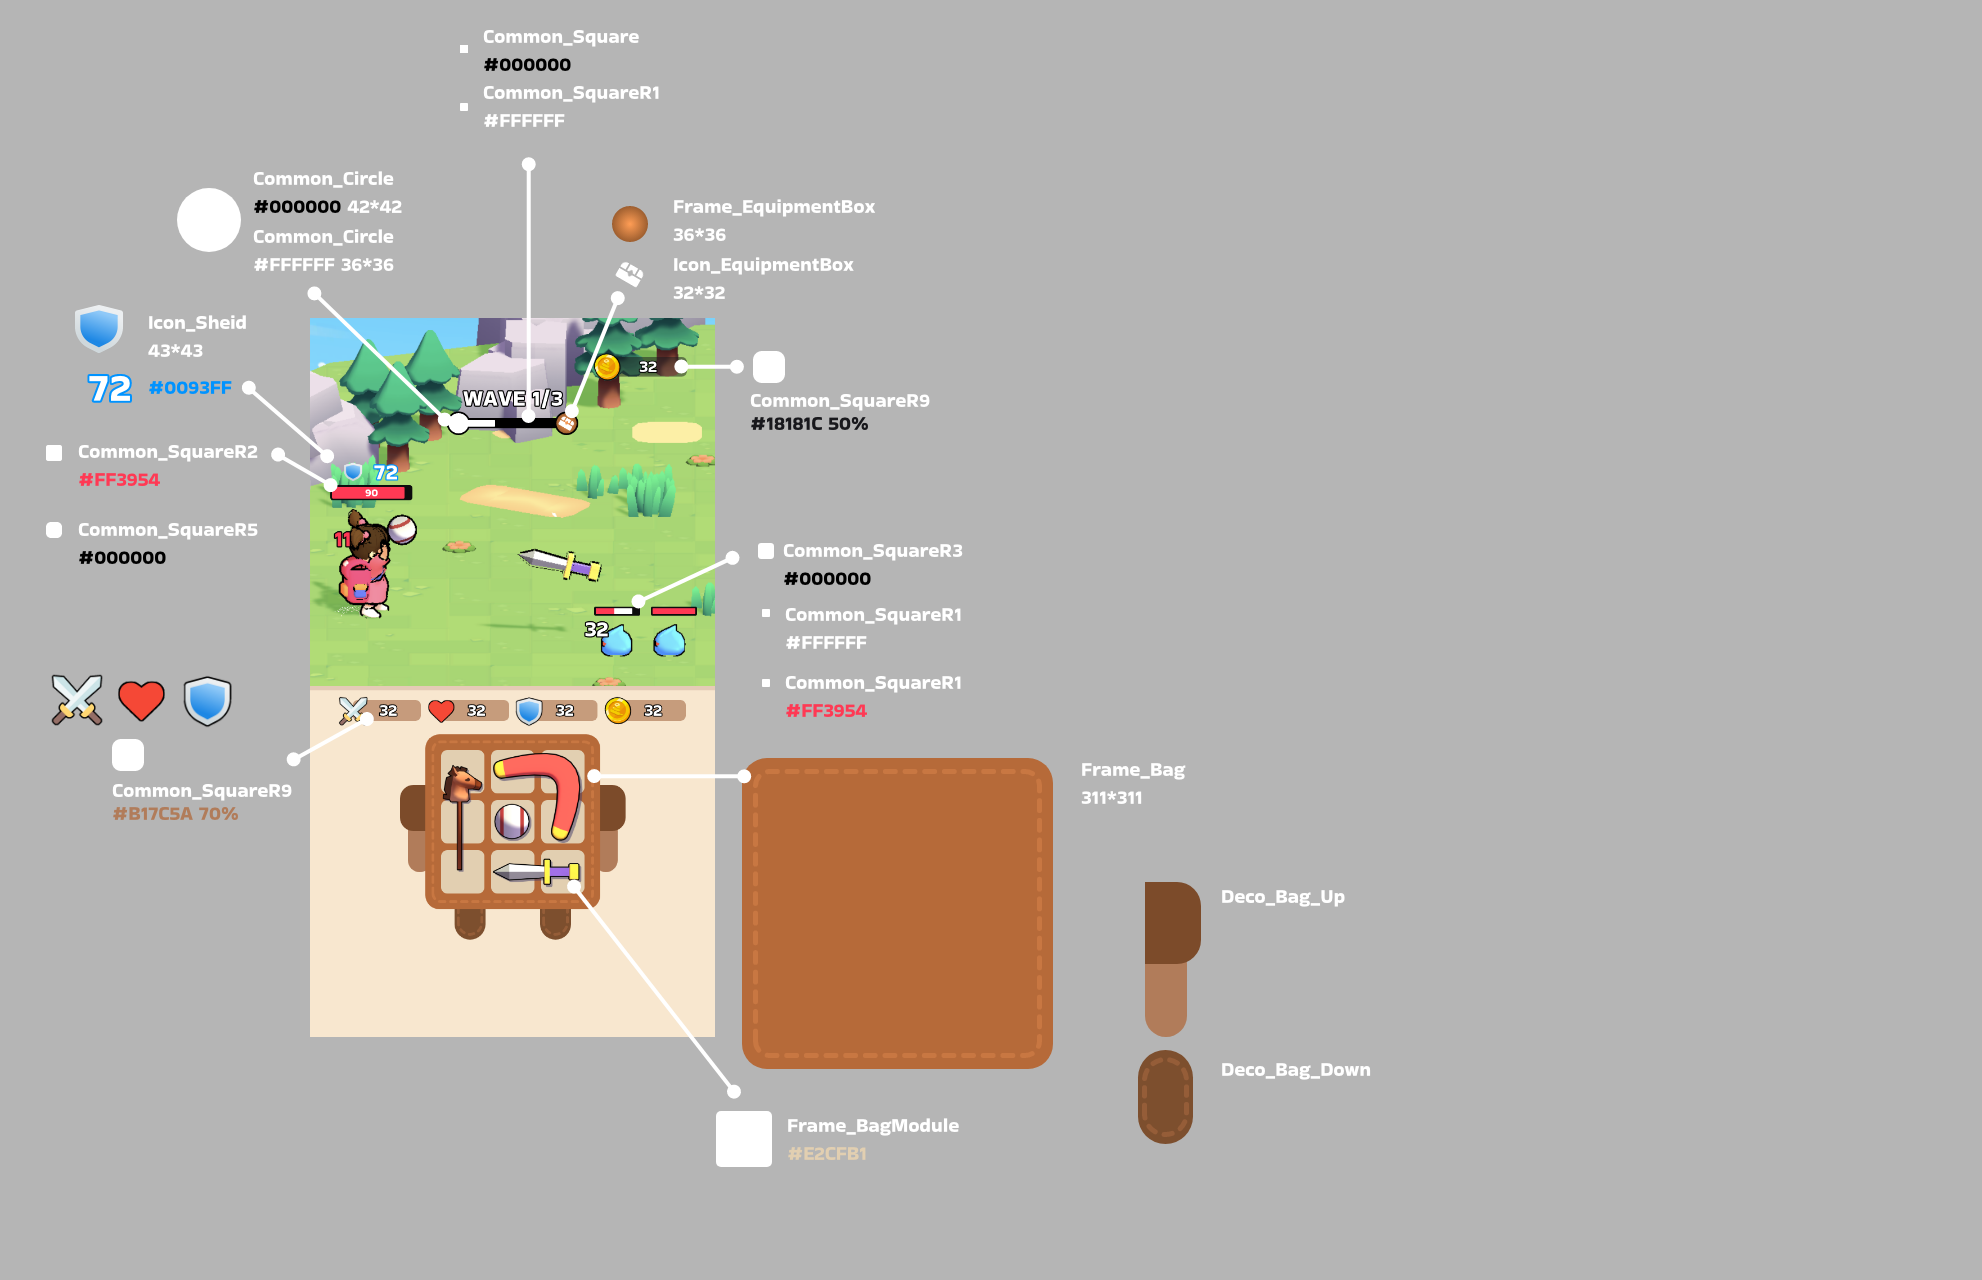 Common_Square
#000000
Common_SquareR1
#FFFFFF
Common_Circle
#000000 42*42
Common_Circle
#FFFFFF 36*36
Frame_EquipmentBox
36*36
Icon_EquipmentBox
32*32
Icon_Sheid
43*43
72 #0093FF
32
WAVE 1/3
Common_SquareR9
#18181C 50%
Common_SquareR2
#FF3954
72
90
Common_SquareR5
#000000
11
Common_SquareR3
#000000
Common_SquareR1
#FFFFFF
32
Common_SquareR1
#FF3954
32 32 32 32
Common_SquareR9
#B17C5A 70%
Frame_Bag
311*311
Deco_Bag_Up
Deco_Bag_Down
Frame_BagModule
#E2CFB1